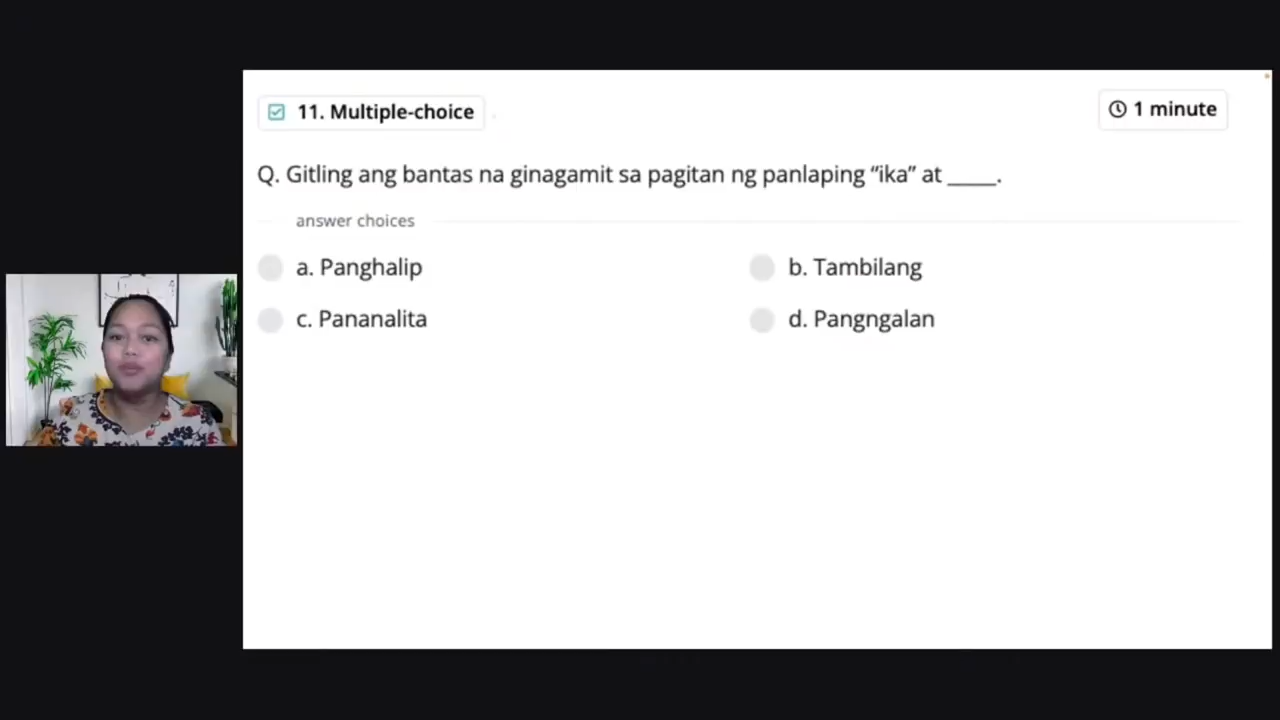 11. Multiple-choice
1 minute
Q. Gitling ang bantas na ginagamit sa pagitan ng panlaping “ika” at _____.
answer choices
a. Panghalip
b. Tambilang
c. Pananalita
d. Pangngalan